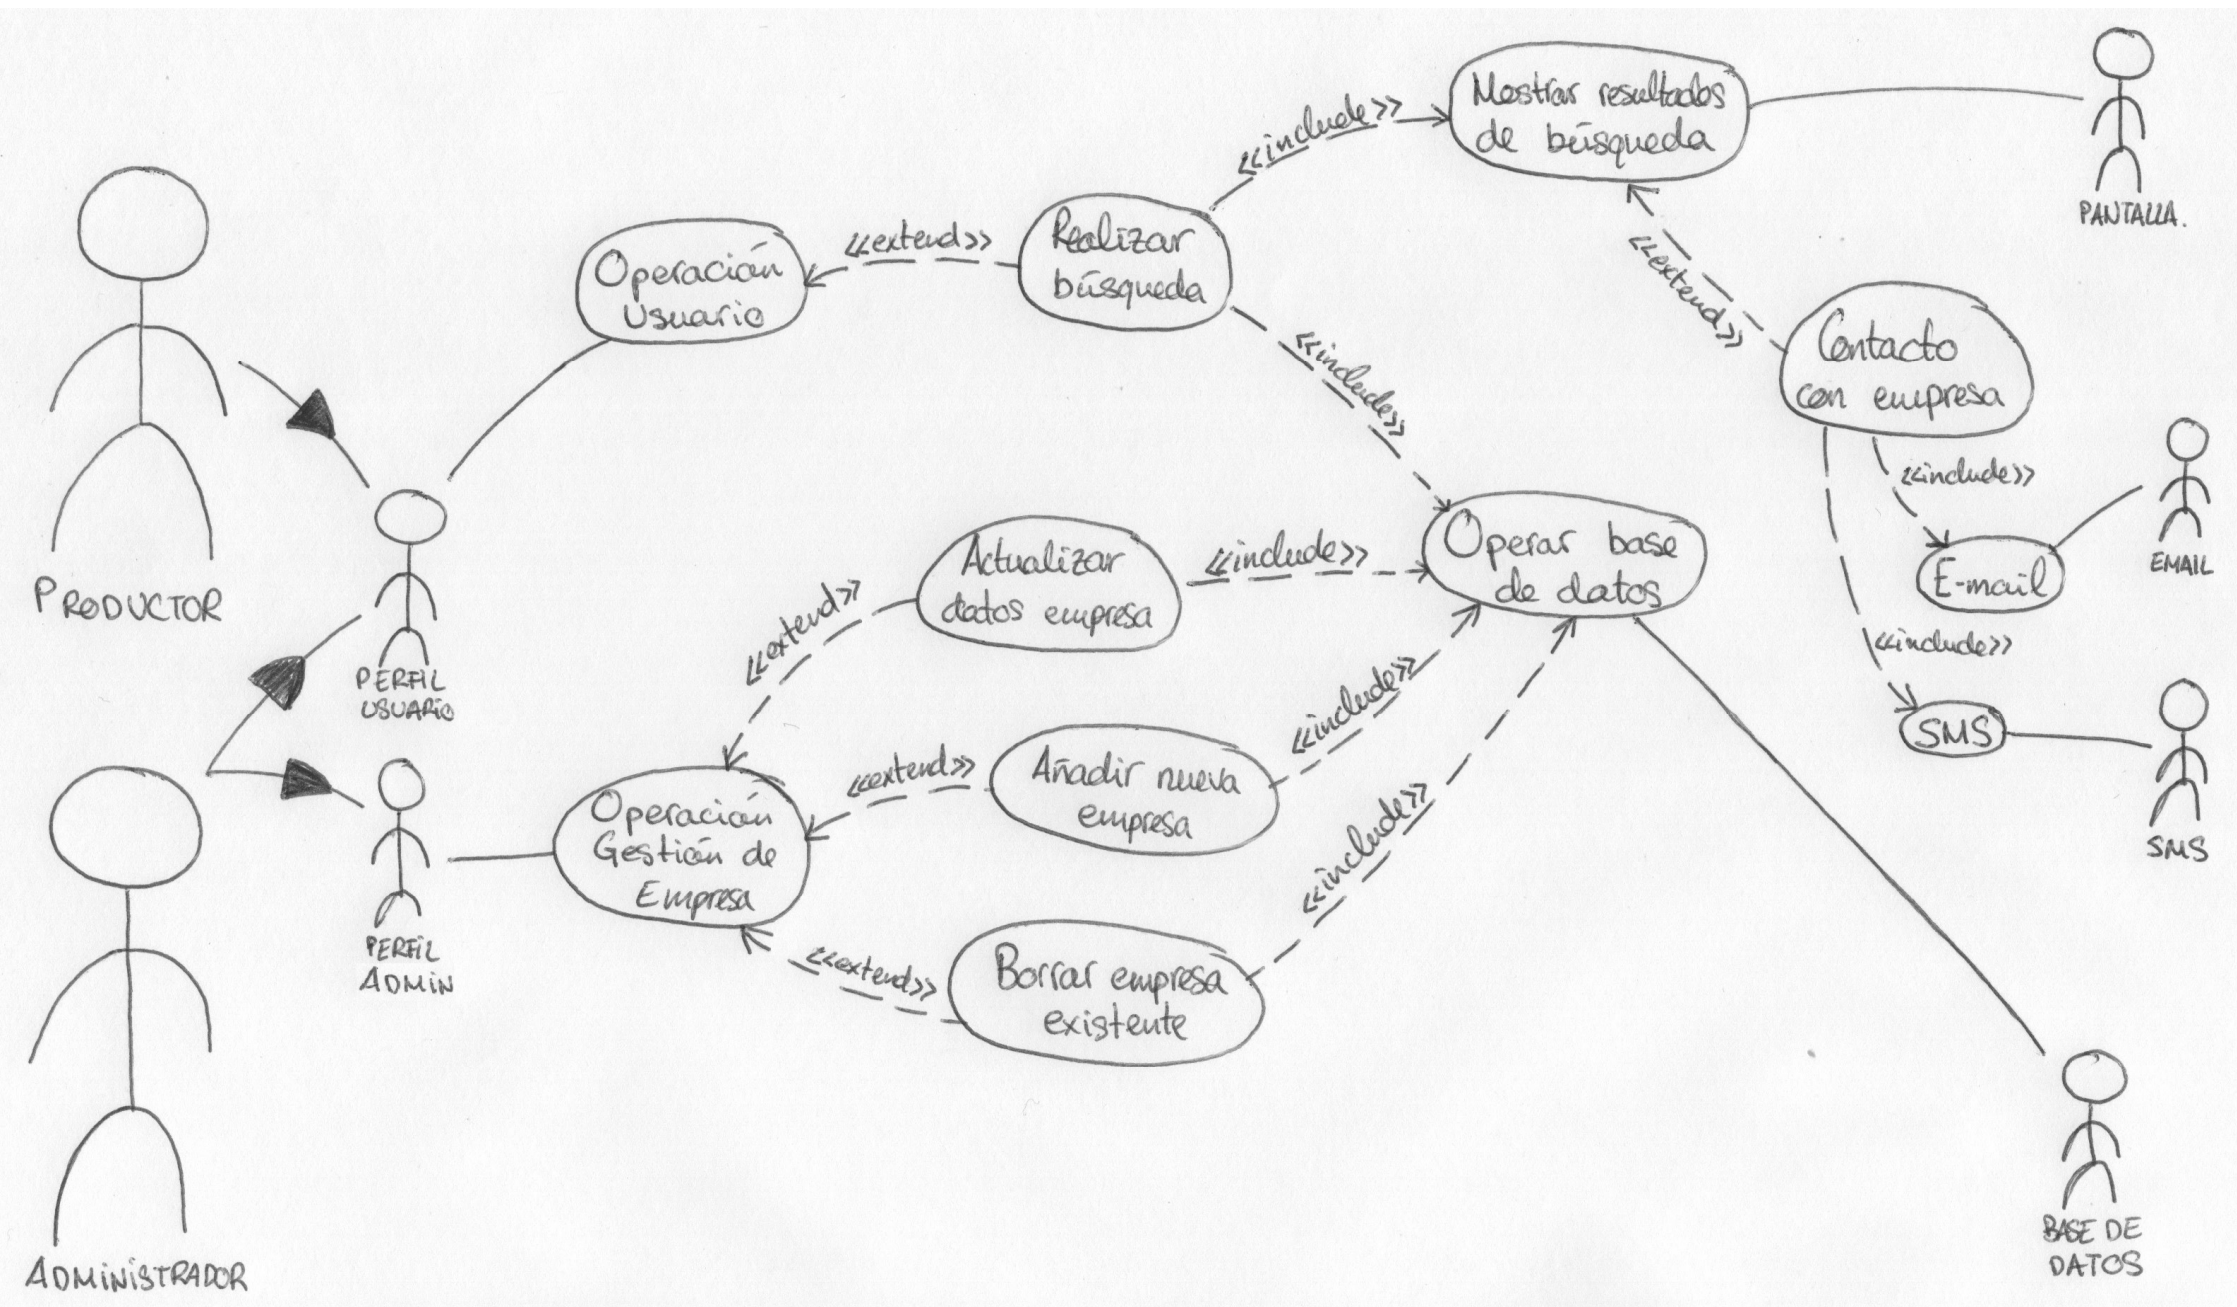 Mostrar resultados
de búsqueda
<<include>>
PANTALLA.
Realizar
búsqueda
<<extend>>
Operación
Usuario
<<extend>>
Contacto
con empresa
<<include>>
<<include>>
E-mail
EMAIL
<<include>>
SMS
SMS
PRODUCTOR
PERFIL
USUARIO
Actualizar
datos empresa
<<include>>
Operar base
de datos
<<extend>>
Añadir nueva
empresa
<<include>>
<<extend>>
Operación
Gestión de
Empresa
<<include>>
PERFIL
ADMIN
<<extend>>
Borrar empresa
existente
ADMINISTRADOR
BASE DE
DATOS